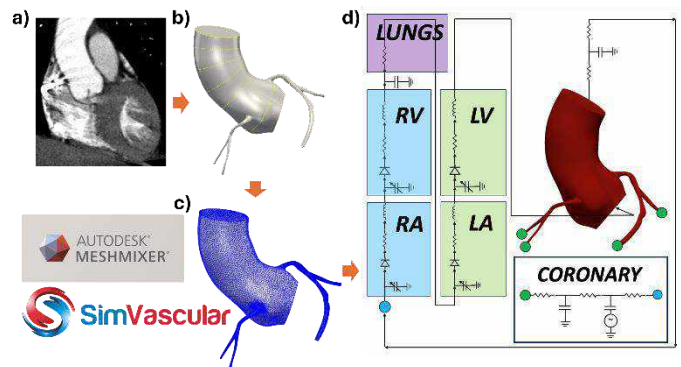 a)
b)
d)
LUNGS
RV
LV
RA
LA
c)
AUTODESK®
MESHMIXER®
SimVascular
CORONARY